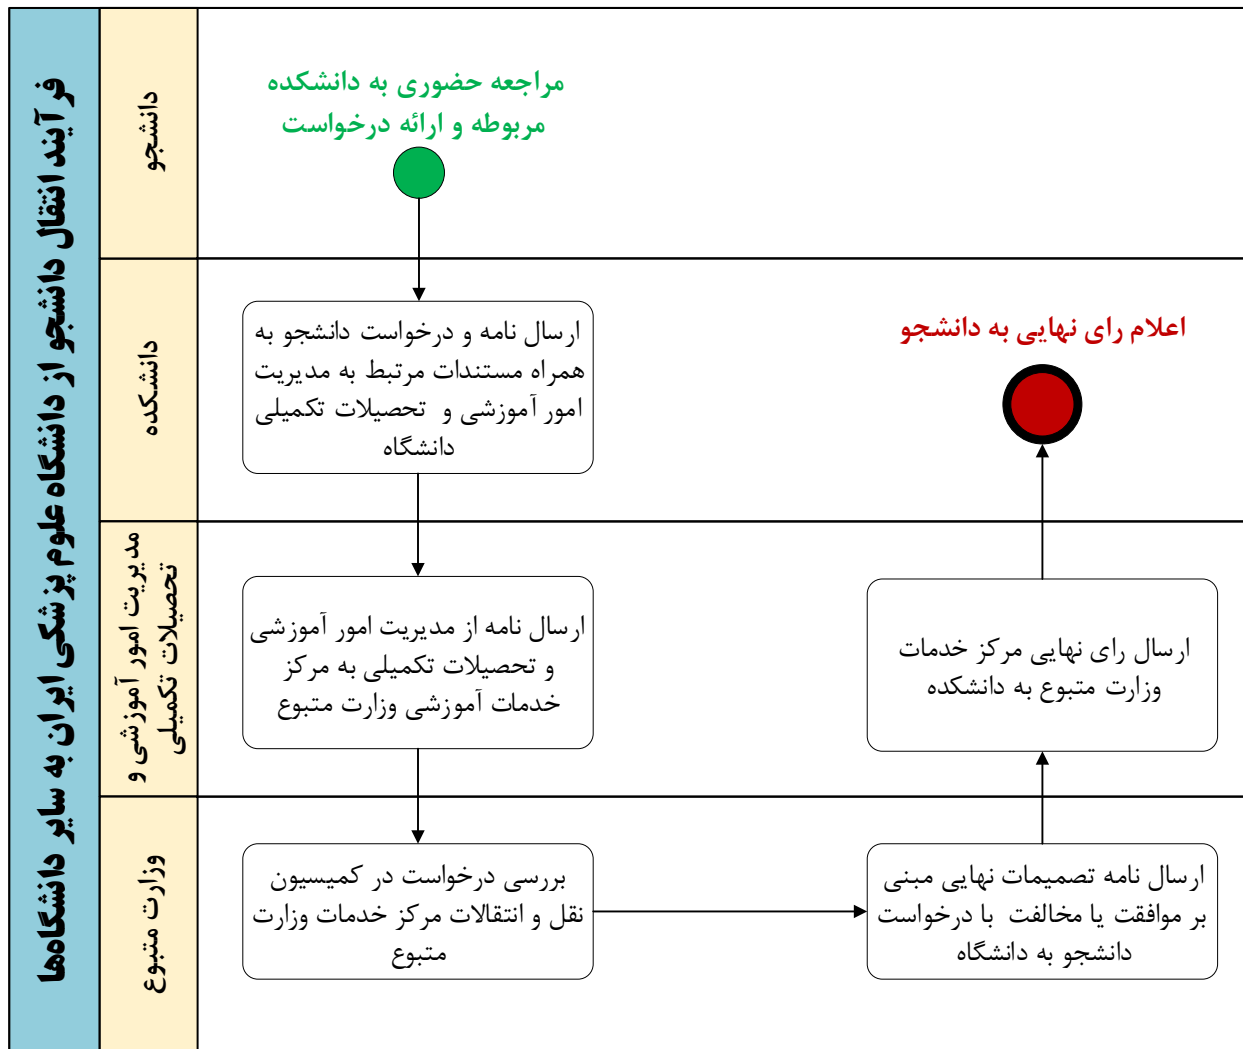 فرآیند انتقال دانشجو از دانشگاه علوم پزشکی ایران به سایر دانشگاه‌ها
دانشجو
مراجعه حضوری به دانشکده
مربوطه و ارائه درخواست
دانشکده
ارسال نامه و درخواست دانشجو به
همراه مستندات مرتبط به مدیریت
امور آموزشی و تحصیلات تکمیلی
دانشگاه
اعلام رای نهایی به دانشجو
مدیریت امور آموزشی و
تحصیلات تکمیلی
ارسال نامه از مدیریت امور آموزشی
و تحصیلات تکمیلی به مرکز
خدمات آموزشی وزارت متبوع
ارسال رای نهایی مرکز خدمات
وزارت متبوع به دانشکده
وزارت متبوع
بررسی درخواست در کمیسیون
نقل و انتقالات مرکز خدمات وزارت
متبوع
ارسال نامه تصمیمات نهایی مبنی
بر موافقت یا مخالفت با درخواست
دانشجو به دانشگاه